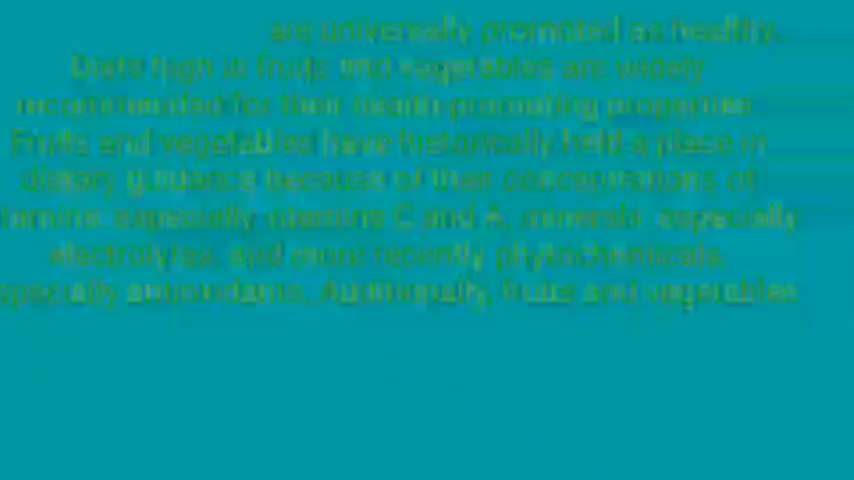 are universally promoted as healthy.
Diets high in fruits and vegetables are widely
recommended for their health-promoting properties.
Fruits and vegetables have historically held a place in
dietary guidance because of their concentrations of
especially vitamins C and A, minerals, especially
electrolytes, and more recently phytochemicals,
especially antioxidants. Additionally, fruits and vegetables